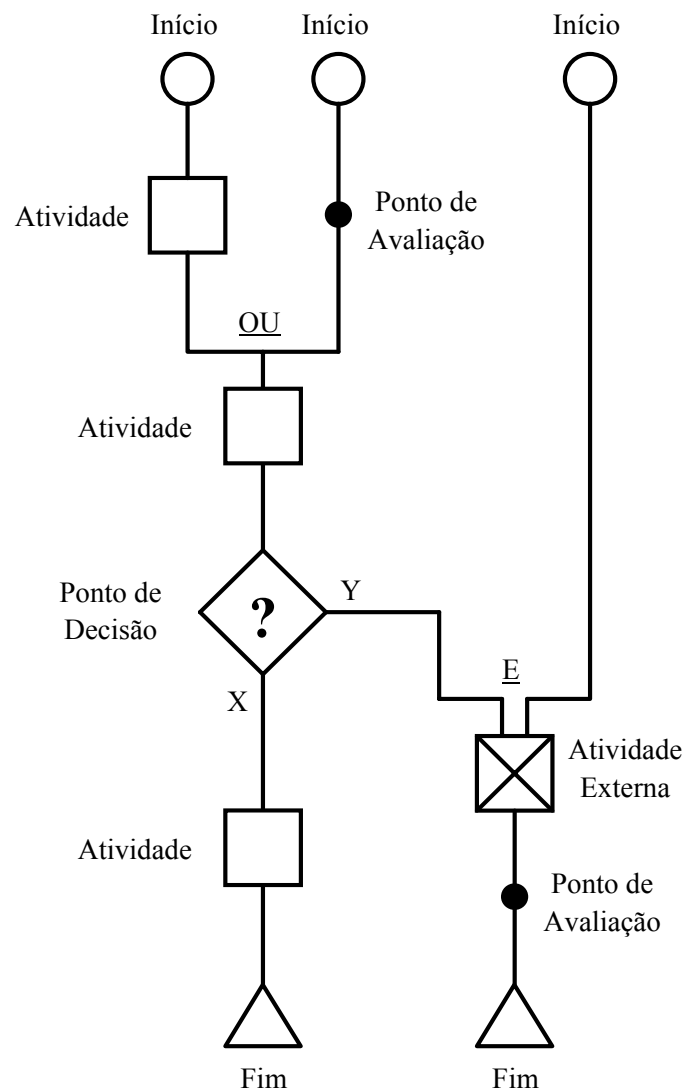 Início
Início
Início
Atividade
Ponto de
Avaliação
OU
Atividade
Ponto de
Decisão
?
Y
X
E
Atividade
Externa
Atividade
Ponto de
Avaliação
Fim
Fim